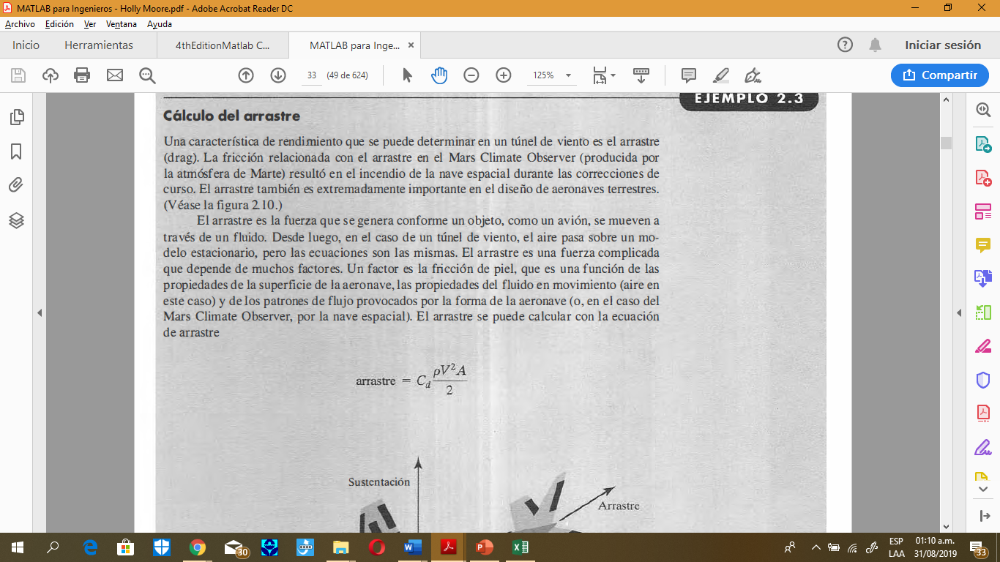 MATLAB para Ingenieros - Holly Moore.pdf - Adobe Acrobat Reader DC
Archivo Edición Ver Ventana Ayuda
Inicio Herramientas 4thEditionMatlab C... MATLAB para Inge... ×
Iniciar sesión
33 (49 de 624) 125% Compartir
EJEMPLO 2.3
Cálculo del arrastre
Una característica de rendimiento que se puede determinar en un túnel de viento es el arrastre
(drag). La fricción relacionada con el arrastre en el Mars Climate Observer (producida por
la atmósfera de Marte) resultó en el incendio de la nave espacial durante las correcciones de
curso. El arrastre también es extremadamente importante en el diseño de aeronaves terrestres.
(Véase la figura 2.10.)
El arrastre es la fuerza que se genera conforme un objeto, como un avión, se mueven a
través de un fluido. Desde luego, en el caso de un túnel de viento, el aire pasa sobre un mo-
delo estacionario, pero las ecuaciones son las mismas. El arrastre es una fuerza complicada
que depende de muchos factores. Un factor es la fricción de piel, que es una función de las
propiedades de la superficie de la aeronave, las propiedades del fluido en movimiento (aire en
este caso) y de los patrones de flujo provocados por la forma de la aeronave (o, en el caso del
Mars Climate Observer, por la nave espacial). El arrastre se puede calcular con la ecuación
de arrastre
arrastre = C_d ρV²A / 2
Sustentación
Arrastre
30
ESP 01:10 a.m.
LAA 31/08/2019 33